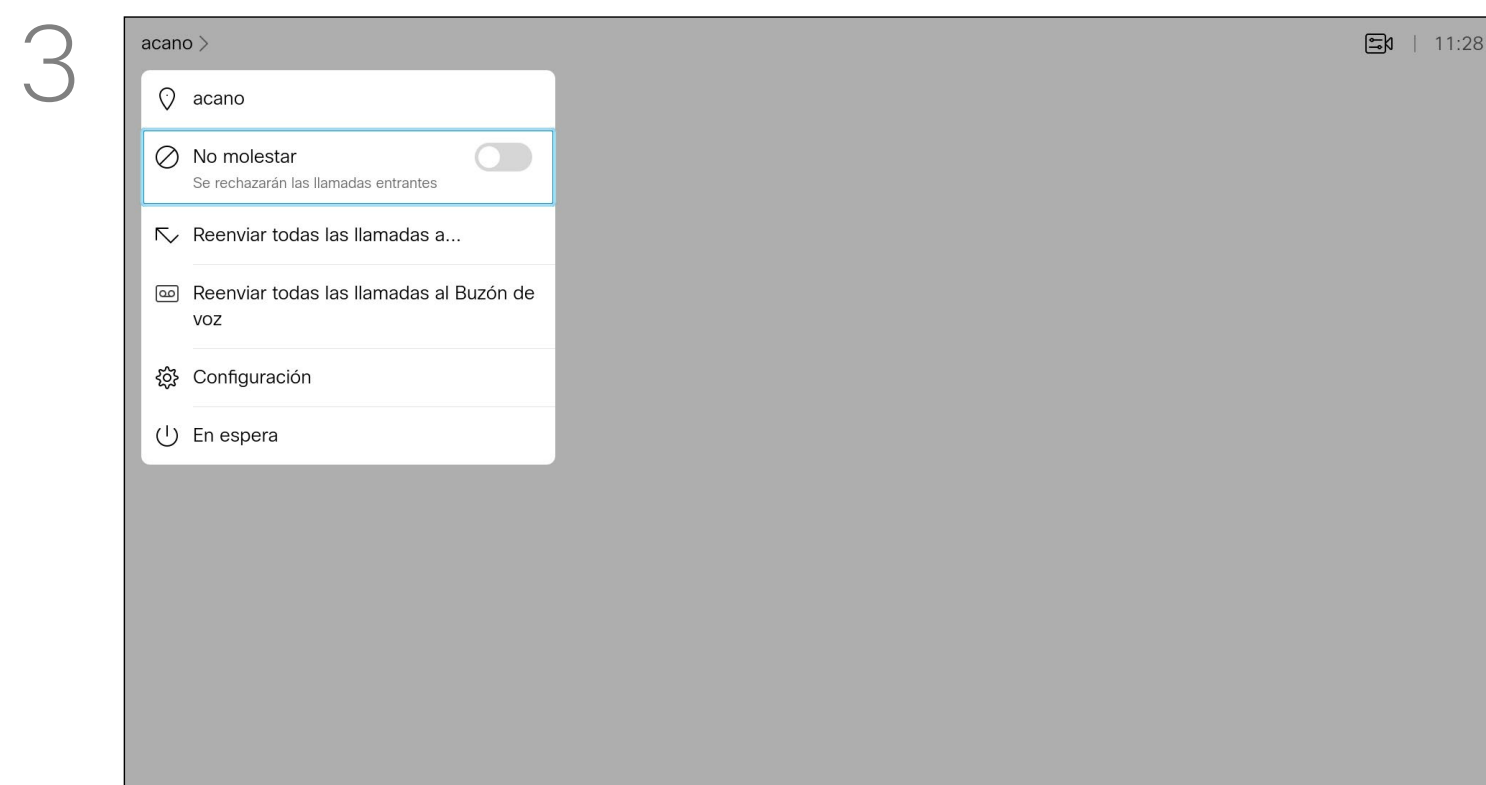 3
acano >
11:28
acano
No molestar
Se rechazarán las llamadas entrantes
Reenviar todas las llamadas a...
Reenviar todas las llamadas al Buzón de
voz
Configuración
En espera